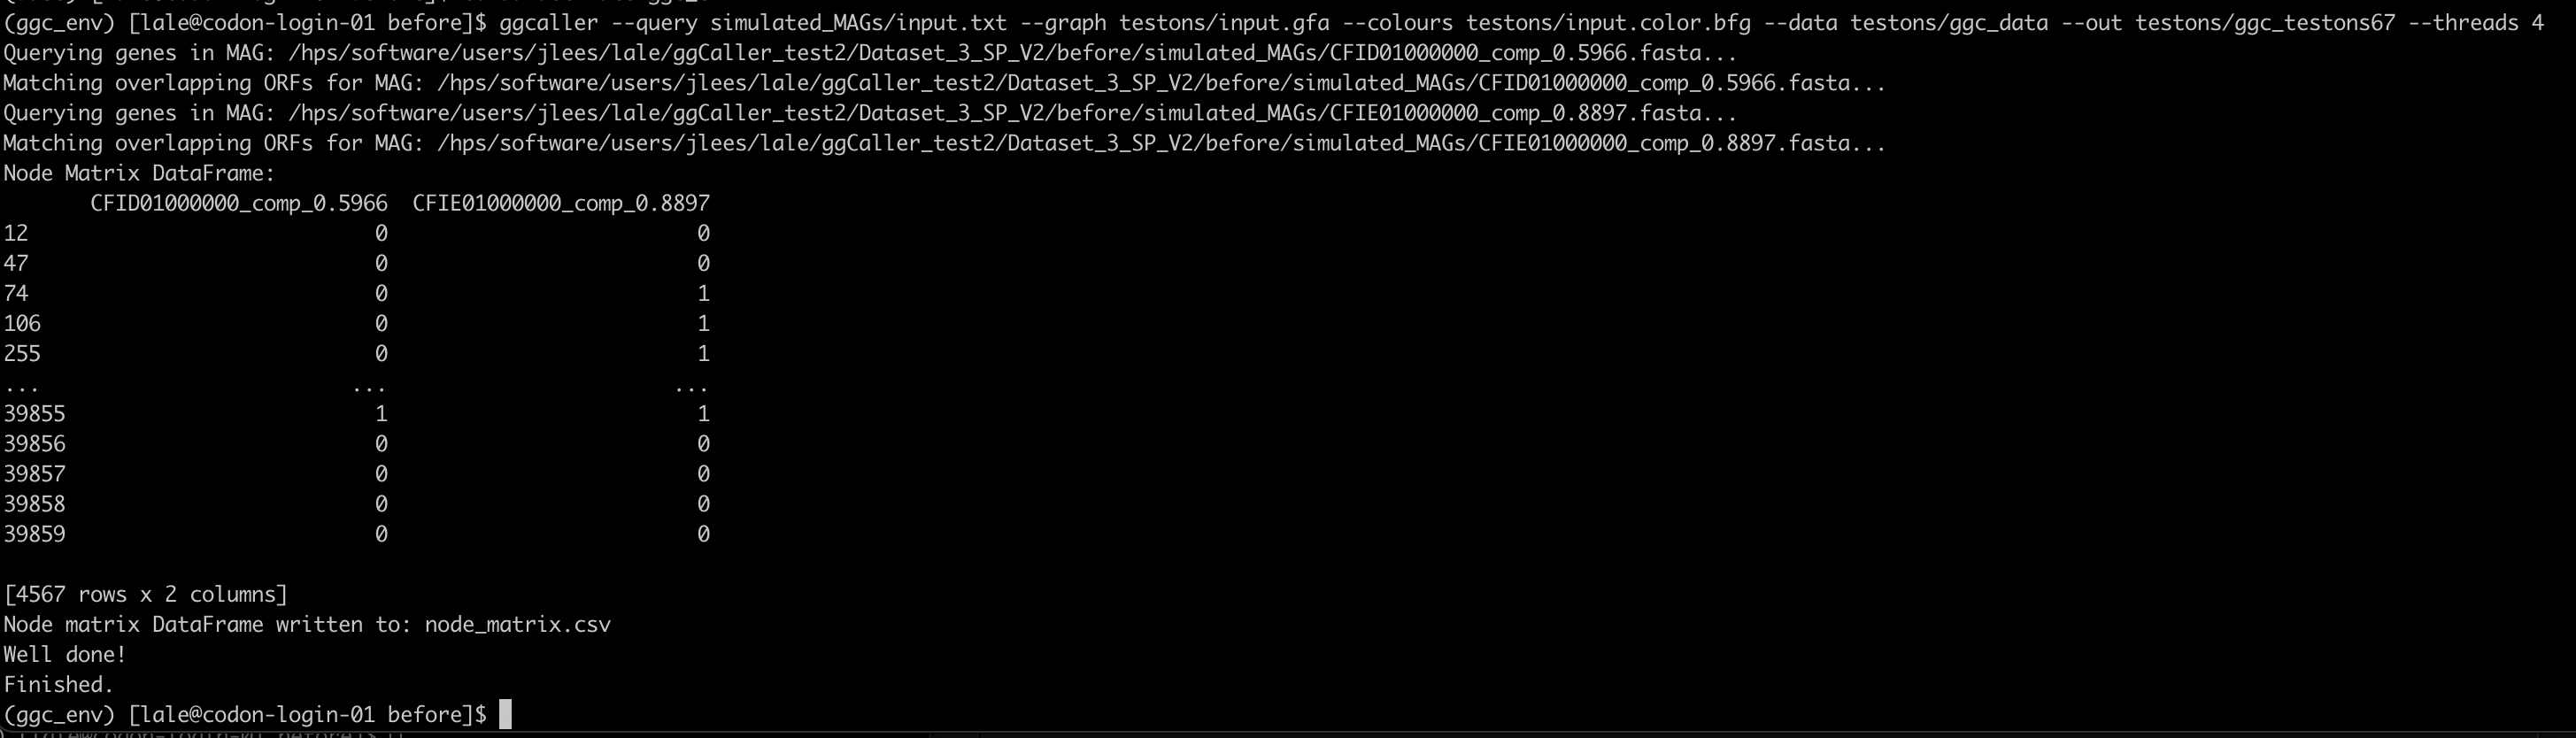 (ggc_env) [lale@codon-login-01 before]$ ggcaller --query simulated_MAGs/input.txt --graph testons/input.gfa --colours testons/input.color.bfg --data testons/ggc_data --out testons/ggc_testons67 --threads 4
Querying genes in MAG: /hps/software/users/jlees/lale/ggCaller_test2/Dataset_3_SP_V2/before/simulated_MAGs/CFID01000000_comp_0.5966.fasta...
Matching overlapping ORFs for MAG: /hps/software/users/jlees/lale/ggCaller_test2/Dataset_3_SP_V2/before/simulated_MAGs/CFID01000000_comp_0.5966.fasta...
Querying genes in MAG: /hps/software/users/jlees/lale/ggCaller_test2/Dataset_3_SP_V2/before/simulated_MAGs/CFIE01000000_comp_0.8897.fasta...
Matching overlapping ORFs for MAG: /hps/software/users/jlees/lale/ggCaller_test2/Dataset_3_SP_V2/before/simulated_MAGs/CFIE01000000_comp_0.8897.fasta...
Node Matrix DataFrame:
CFID01000000_comp_0.5966 CFIE01000000_comp_0.8897
12 0 0
47 0 0
74 0 1
106 0 1
255 0 1
... ... ...
39855 1 1
39856 0 0
39857 0 0
39858 0 0
39859 0 0
[4567 rows x 2 columns]
Node matrix DataFrame written to: node_matrix.csv
Well done!
Finished.
(ggc_env) [lale@codon-login-01 before]$